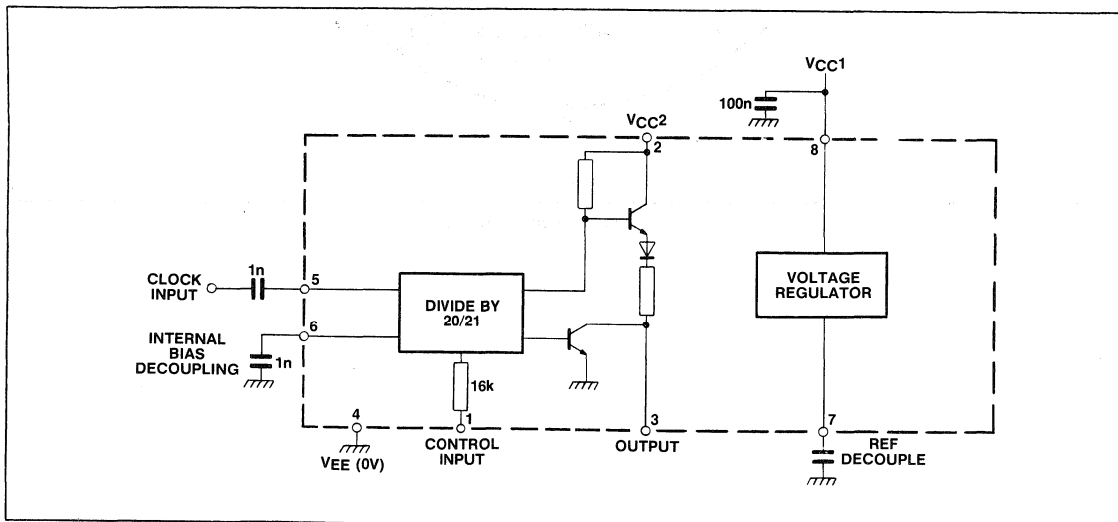 VCC1
100n
VCC2
2
8
1n
CLOCK
INPUT
5
DIVIDE BY
20/21
VOLTAGE
REGULATOR
6
INTERNAL
BIAS
DECOUPLING
1n
16k
4
1
3
7
VEE (0V)
CONTROL
INPUT
OUTPUT
REF
DECOUPLE